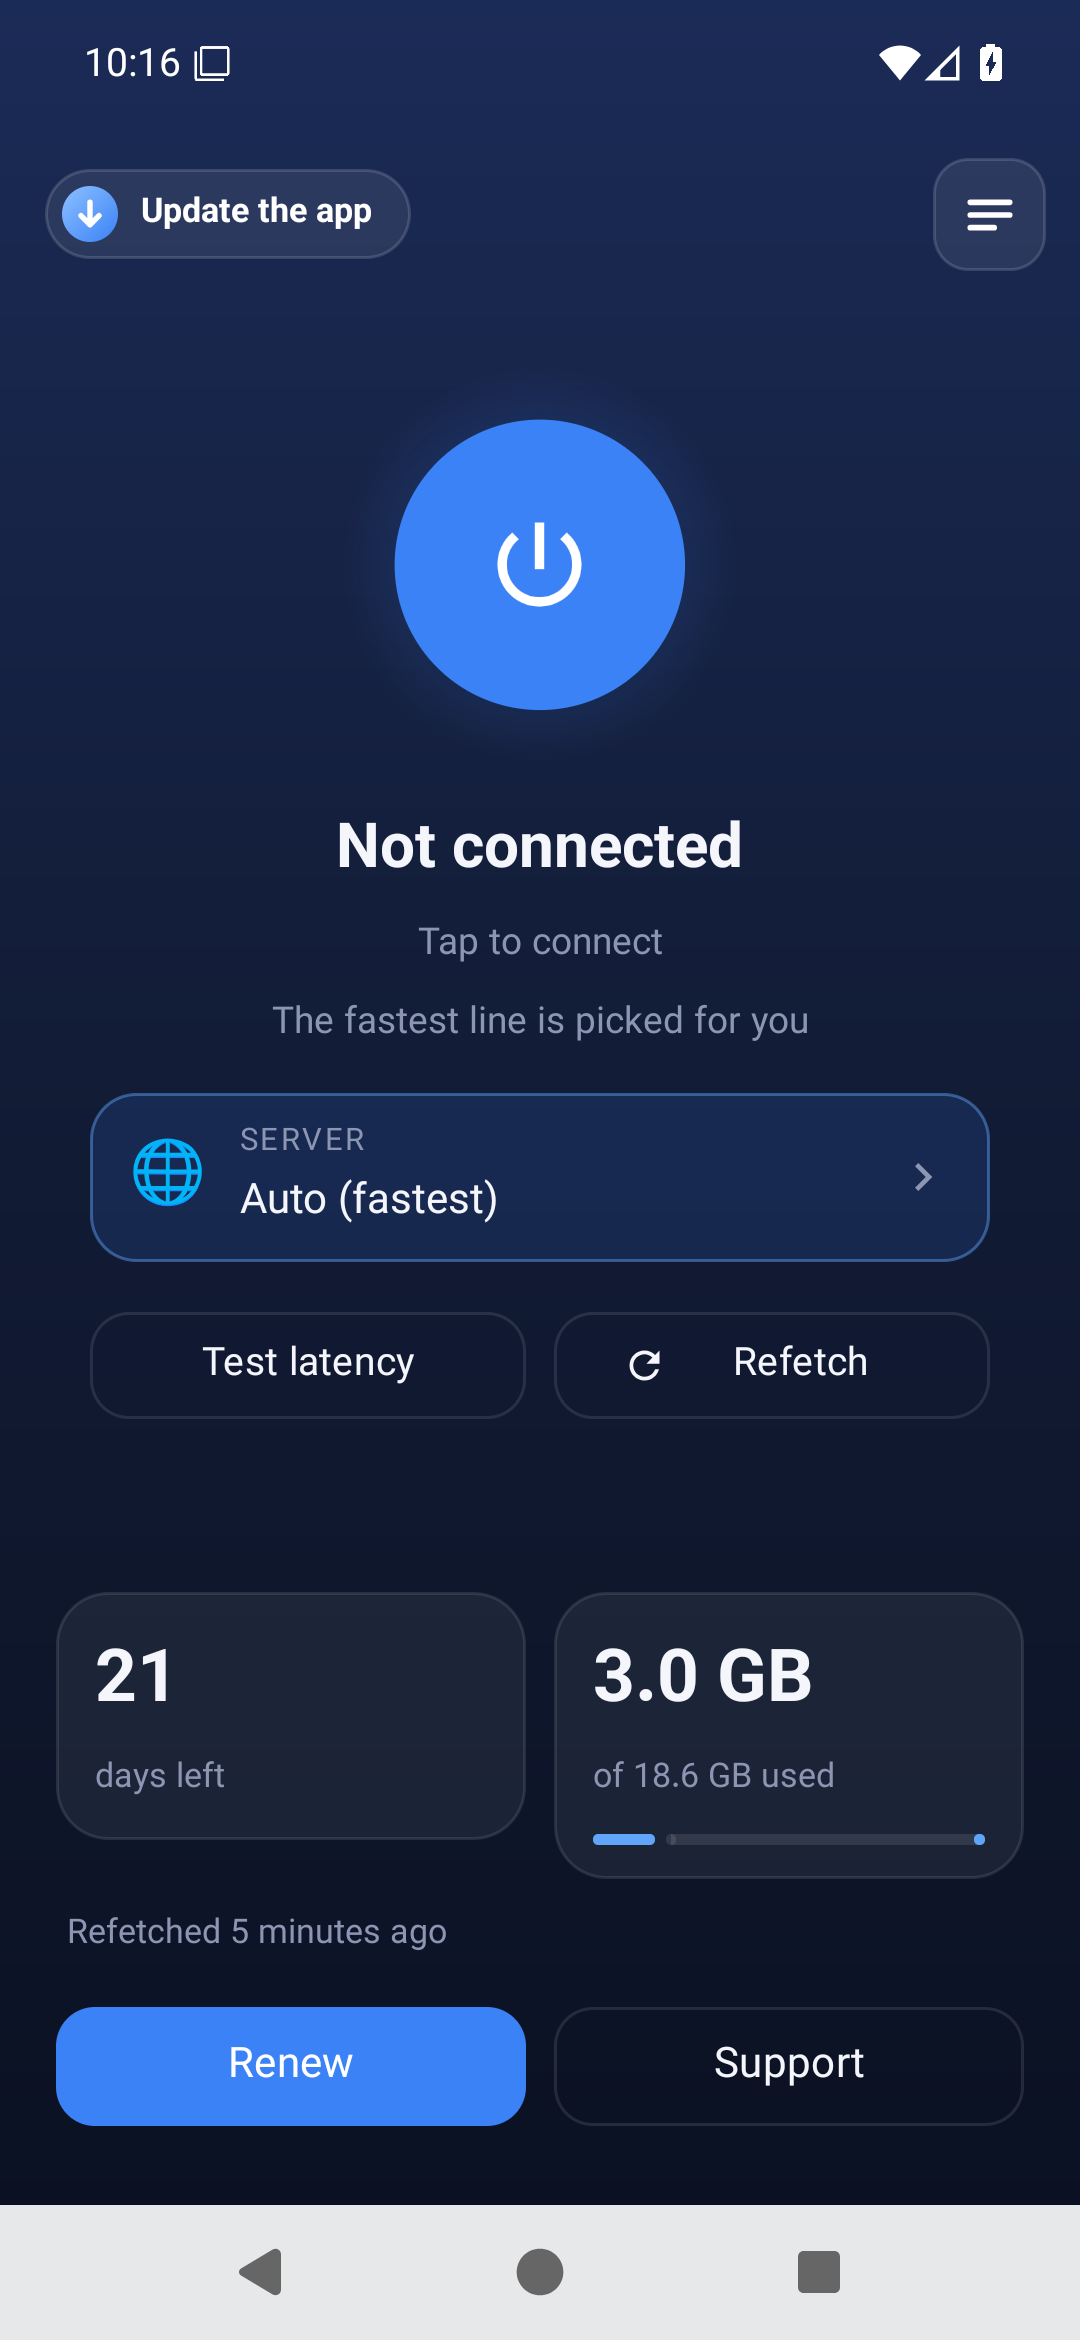 10:16
Update the app
Not connected
Tap to connect
The fastest line is picked for you
SERVER
Auto (fastest)
Test latency
Refetch
21
days left
3.0 GB
of 18.6 GB used
Refetched 5 minutes ago
Renew
Support